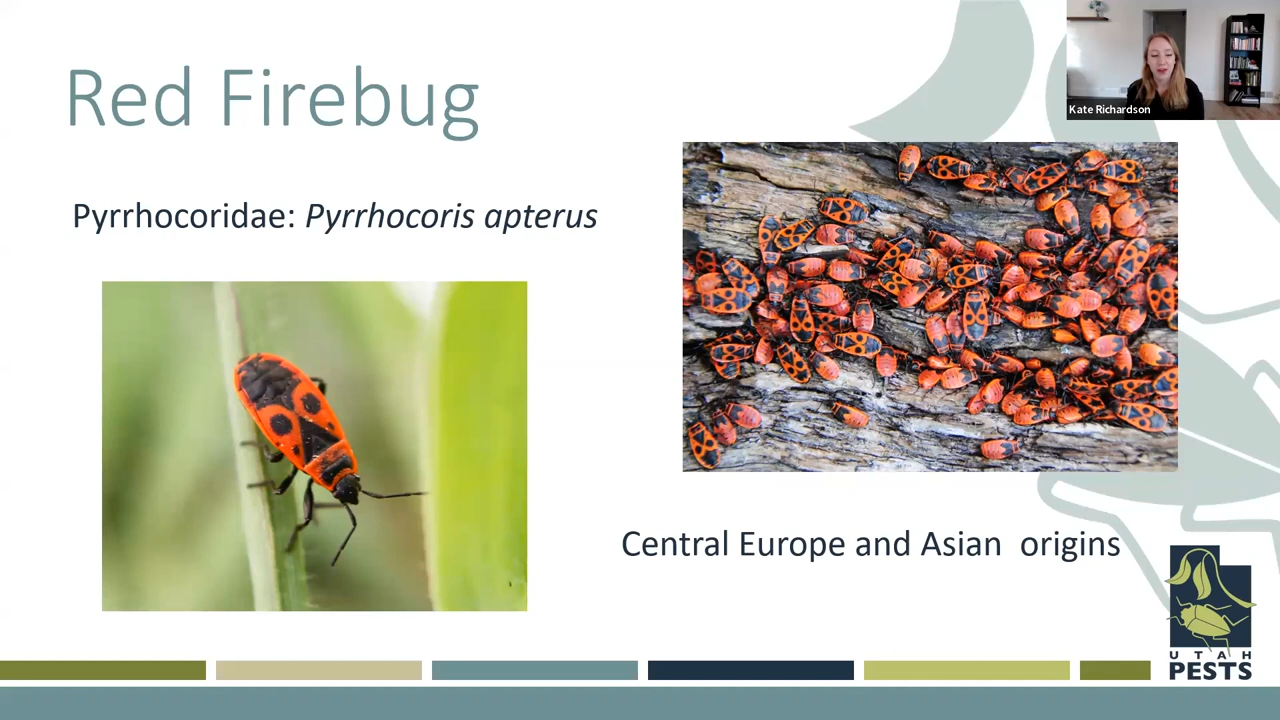 Red Firebug
Kate Richardson
Pyrrhocoridae: Pyrrhocoris apterus
Central Europe and Asian  origins
UTAH
PESTS